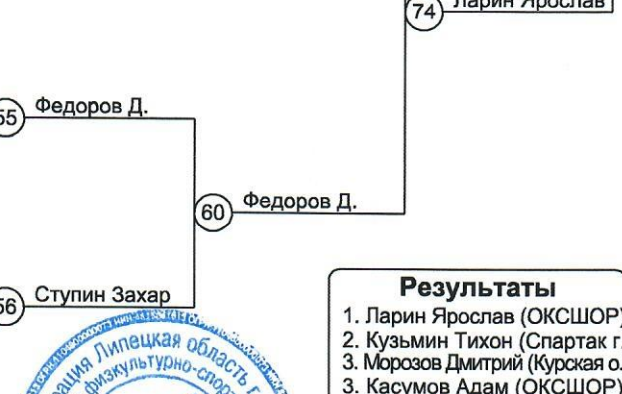 74 Ларин Ярослав
55 Федоров Д.
60 Федоров Д.
56 Ступин Захар
Результаты
1. Ларин Ярослав (ОКСШОР)
2. Кузьмин Тихон (Спартак г.
3. Морозов Дмитрий (Курская о.
3. Касумов Адам (ОКСШОР)
Липецкая область г
физкультурно-спор